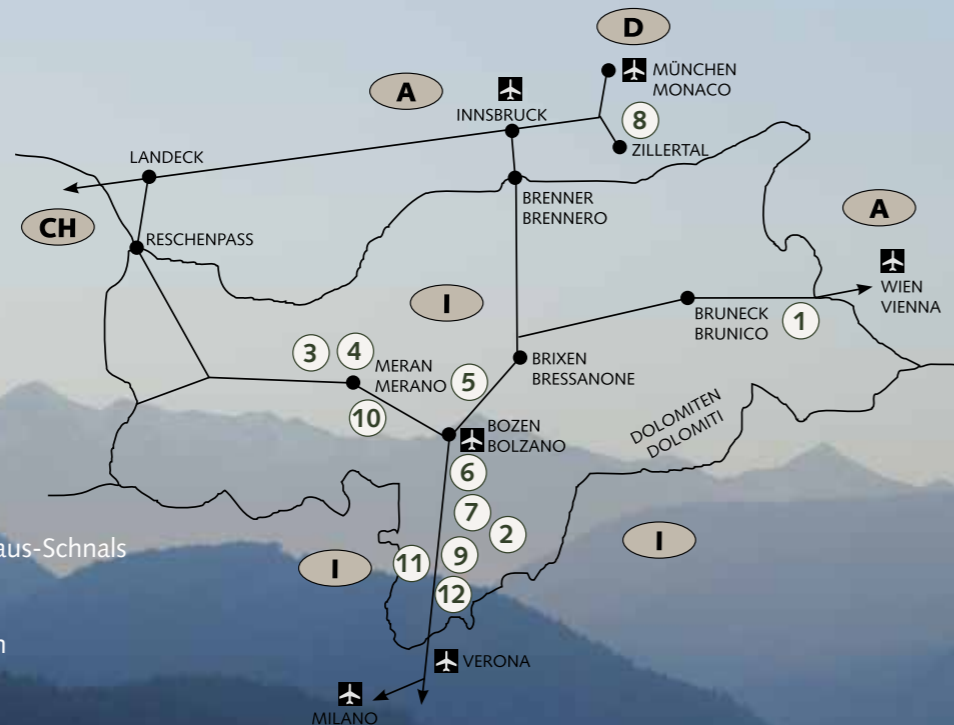 D
MÜNCHEN
MONACO
A
INNSBRUCK
8
ZILLERTAL
LANDECK
BRENNER
BRENNERO
A
CH
RESCHENPASS
WIEN
VIENNA
I
BRUNECK
BRUNICO
1
3
4
MERAN
MERANO
5
BRIXEN
BRESSANONE
10
BOZEN
BOLZANO
DOLOMITEN
DOLOMITI
6
7
2
aus-Schnals
I
11
9
I
12
VERONA
MILANO